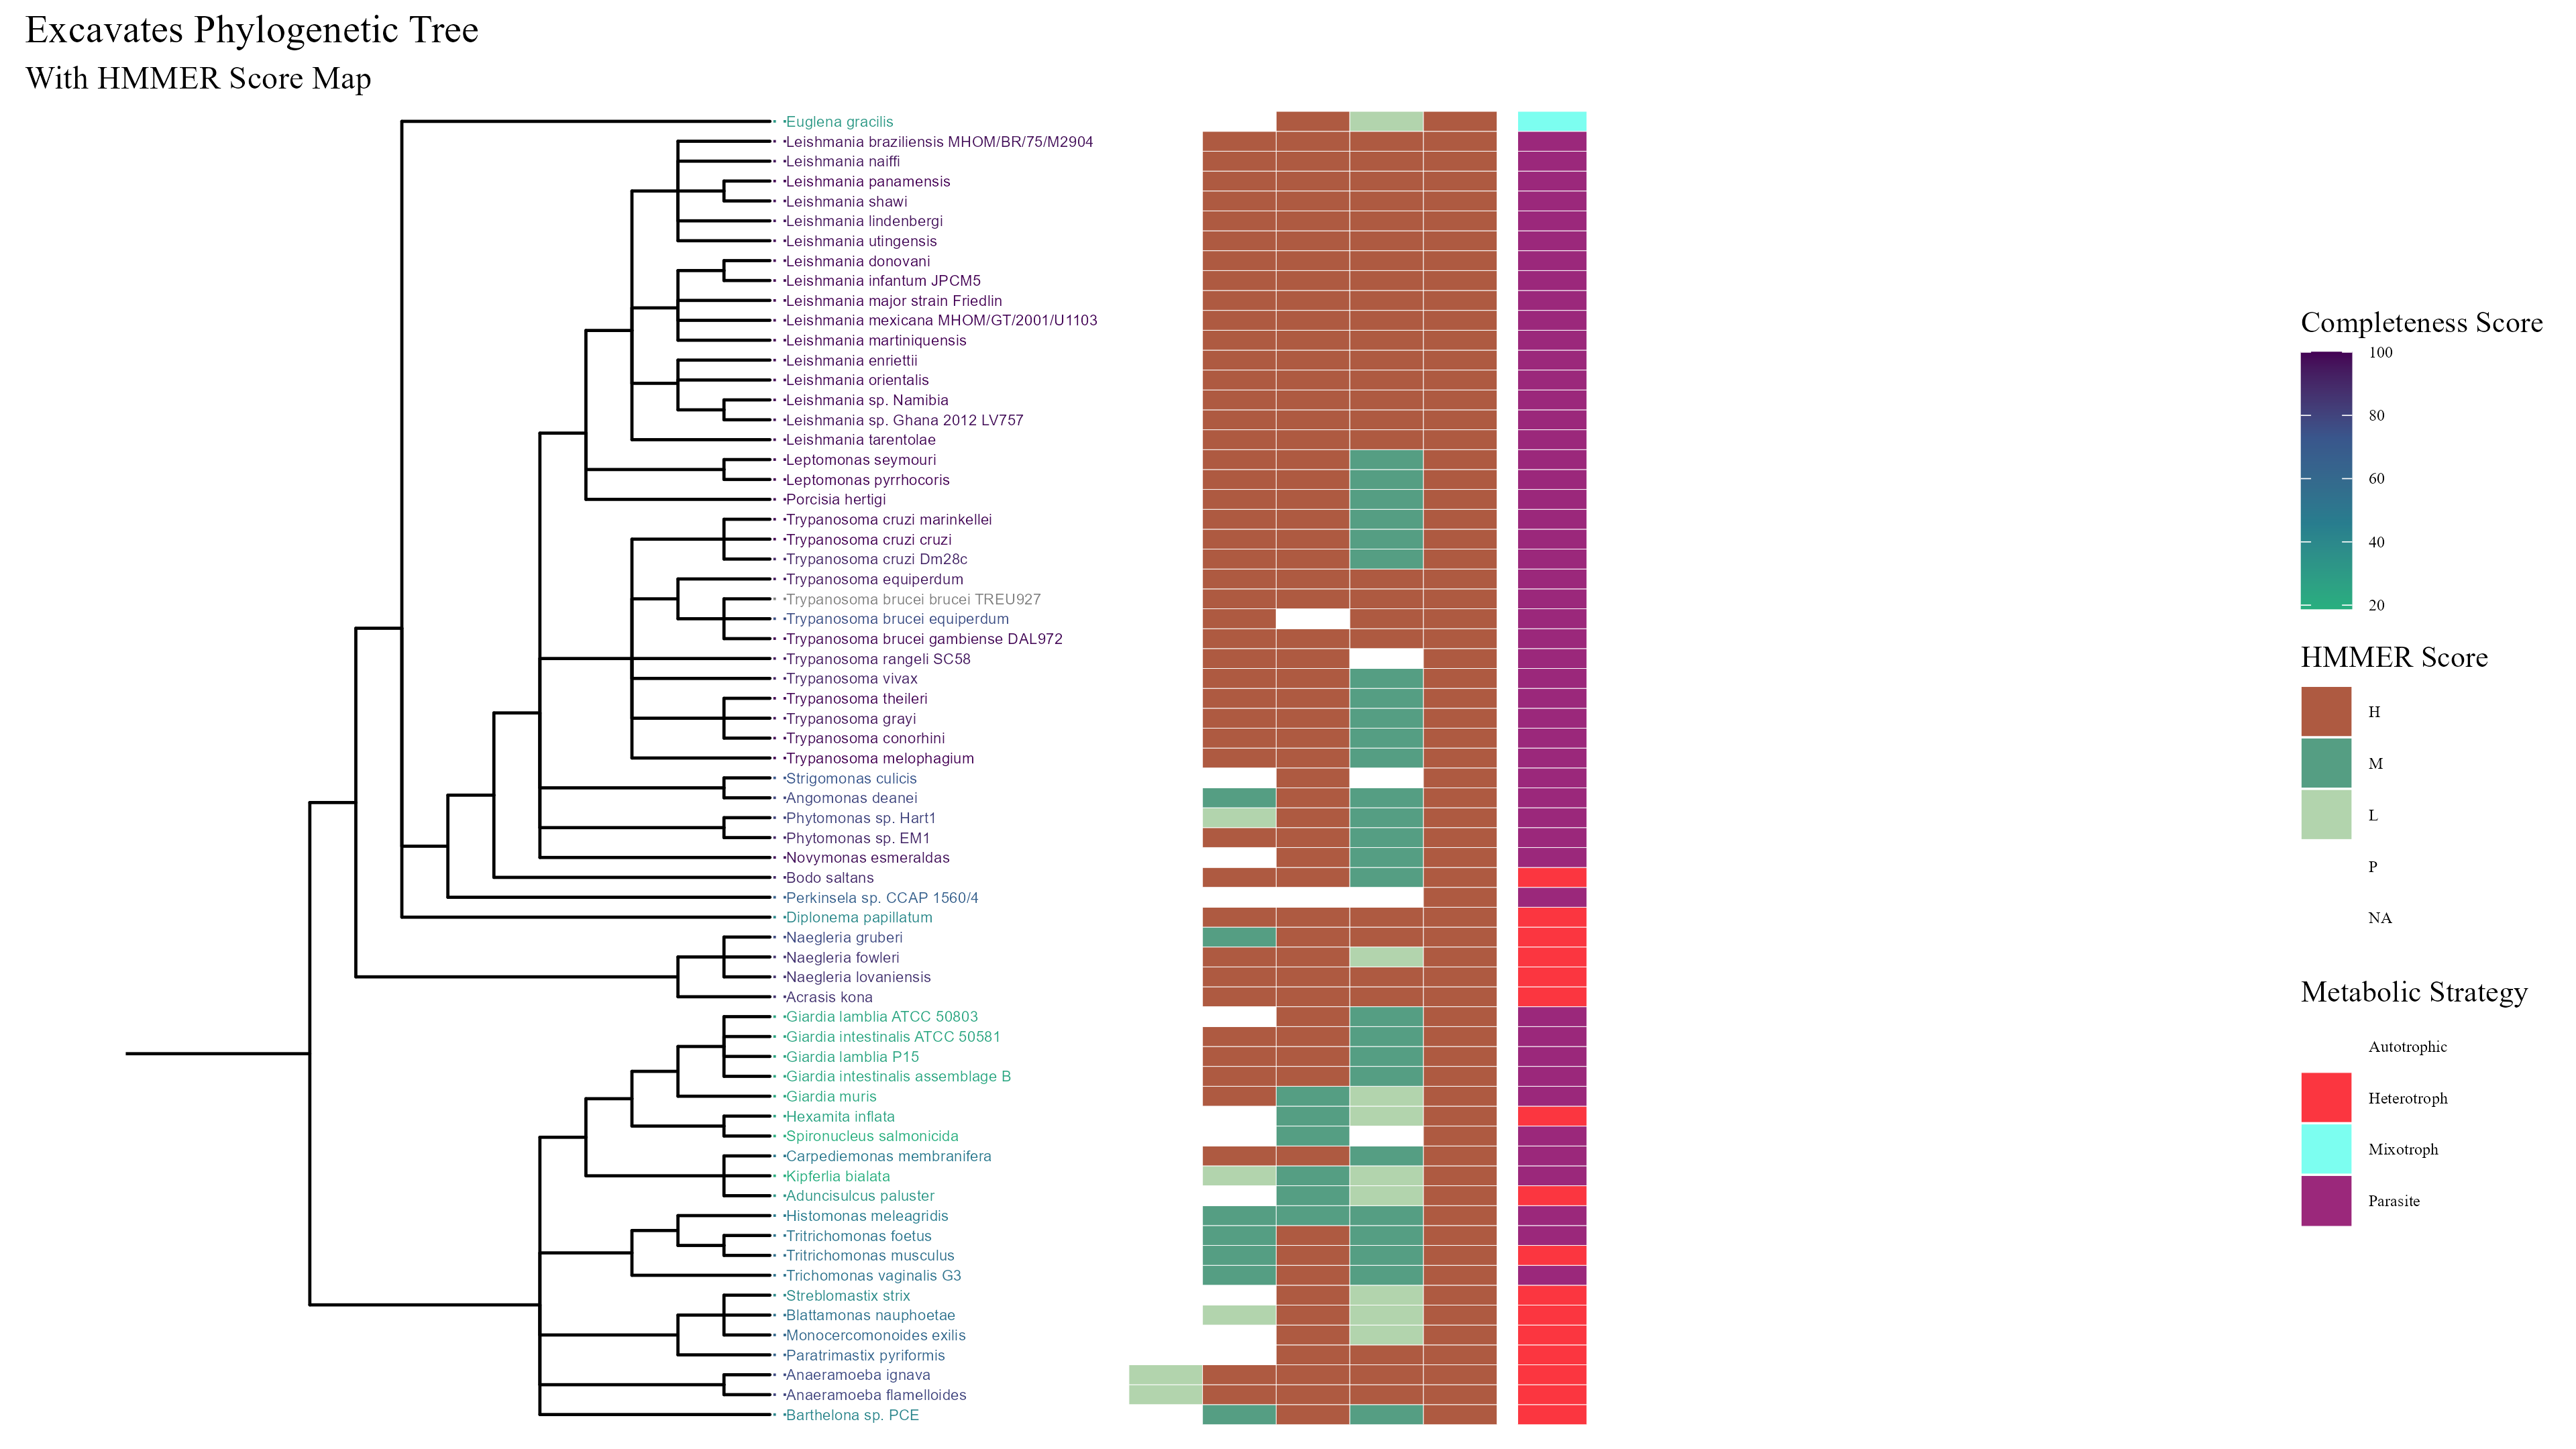 Excavates Phylogenetic Tree
With HMMER Score Map
Euglena gracilis
Leishmania braziliensis MHOM/BR/75/M2904
Leishmania naiffi
Leishmania panamensis
Leishmania shawi
Leishmania lindenbergi
Leishmania utingensis
Leishmania donovani
Leishmania infantum JPCM5
Leishmania major strain Friedlin
Leishmania mexicana MHOM/GT/2001/U1103
Leishmania martiniquensis
Leishmania enriettii
Leishmania orientalis
Leishmania sp. Namibia
Leishmania sp. Ghana 2012 LV757
Leishmania tarentolae
Leptomonas seymouri
Leptomonas pyrrhocoris
Porcisia hertigi
Trypanosoma cruzi marinkellei
Trypanosoma cruzi cruzi
Trypanosoma cruzi Dm28c
Trypanosoma equiperdum
Trypanosoma brucei brucei TREU927
Trypanosoma brucei equiperdum
Trypanosoma brucei gambiense DAL972
Trypanosoma rangeli SC58
Trypanosoma vivax
Trypanosoma theileri
Trypanosoma grayi
Trypanosoma conorhini
Trypanosoma melophagium
Strigomonas culicis
Angomonas deanei
Phytomonas sp. Hart1
Phytomonas sp. EM1
Novymonas esmeraldas
Bodo saltans
Perkinsela sp. CCAP 1560/4
Diplonema papillatum
Naegleria gruberi
Naegleria fowleri
Naegleria lovaniensis
Acrasis kona
Giardia lamblia ATCC 50803
Giardia intestinalis ATCC 50581
Giardia lamblia P15
Giardia intestinalis assemblage B
Giardia muris
Hexamita inflata
Spironucleus salmonicida
Carpediemonas membranifera
Kipferlia bialata
Aduncisulcus paluster
Histomonas meleagridis
Tritrichomonas foetus
Tritrichomonas musculus
Trichomonas vaginalis G3
Streblomastix strix
Blattamonas nauphoetae
Monocercomonoides exilis
Paratrimastix pyriformis
Anaeramoeba ignava
Anaeramoeba flamelloides
Barthelona sp. PCE
Completeness Score
100
80
60
40
20
HMMER Score
H
M
L
P
NA
Metabolic Strategy
Autotrophic
Heterotroph
Mixotroph
Parasite